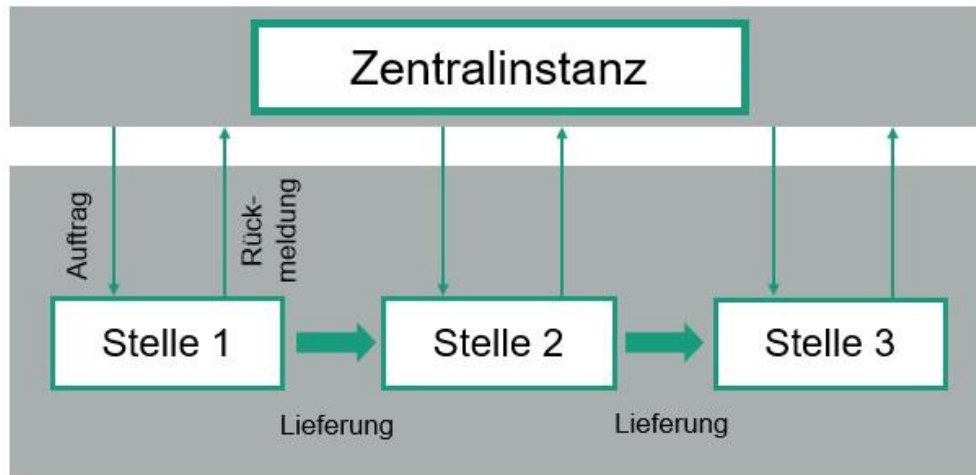 Zentralinstanz
Auftrag
Rück-
meldung
Stelle 1
Stelle 2
Stelle 3
Lieferung
Lieferung